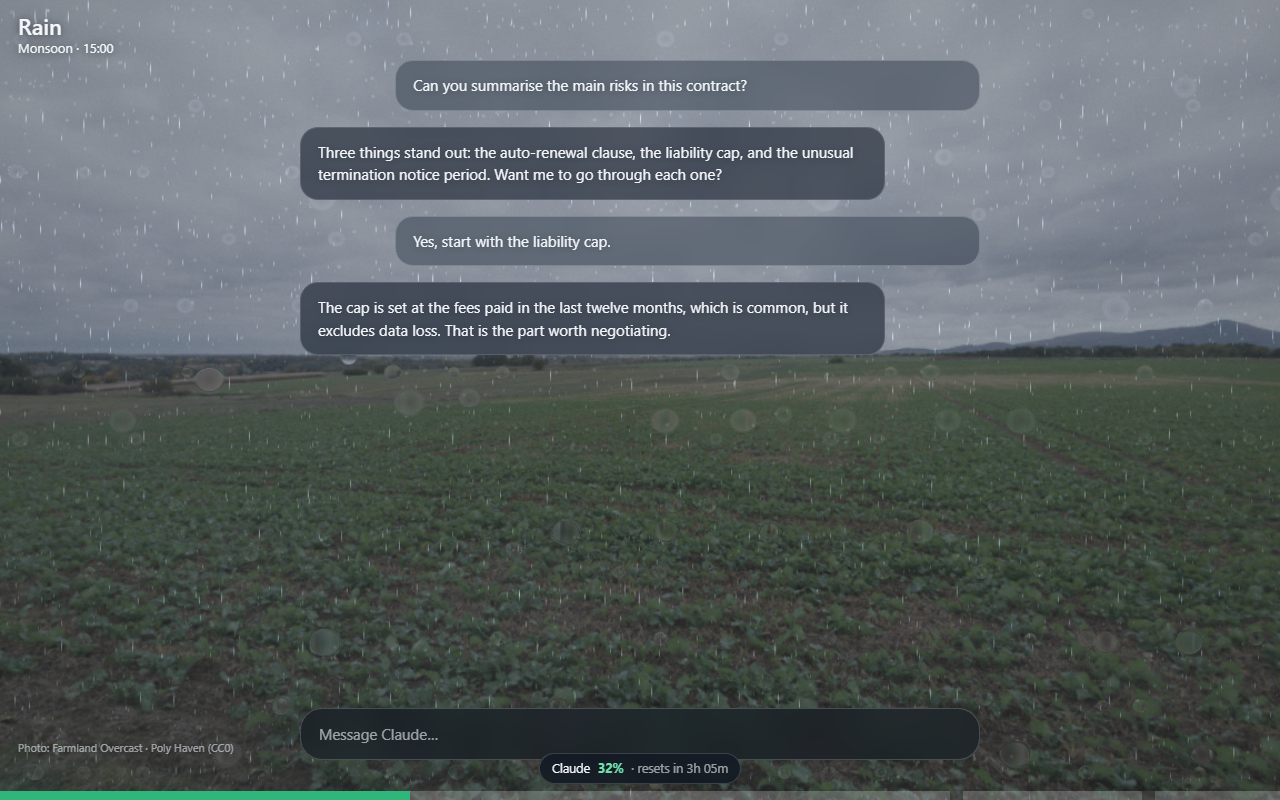 Rain
Monsoon · 15:00
Can you summarise the main risks in this contract?
Three things stand out: the auto-renewal clause, the liability cap, and the unusual
termination notice period. Want me to go through each one?
Yes, start with the liability cap.
The cap is set at the fees paid in the last twelve months, which is common, but it
excludes data loss. That is the part worth negotiating.
Message Claude...
Photo: Farmland Overcast · Poly Haven (CC0)
Claude 32% · resets in 3h 05m